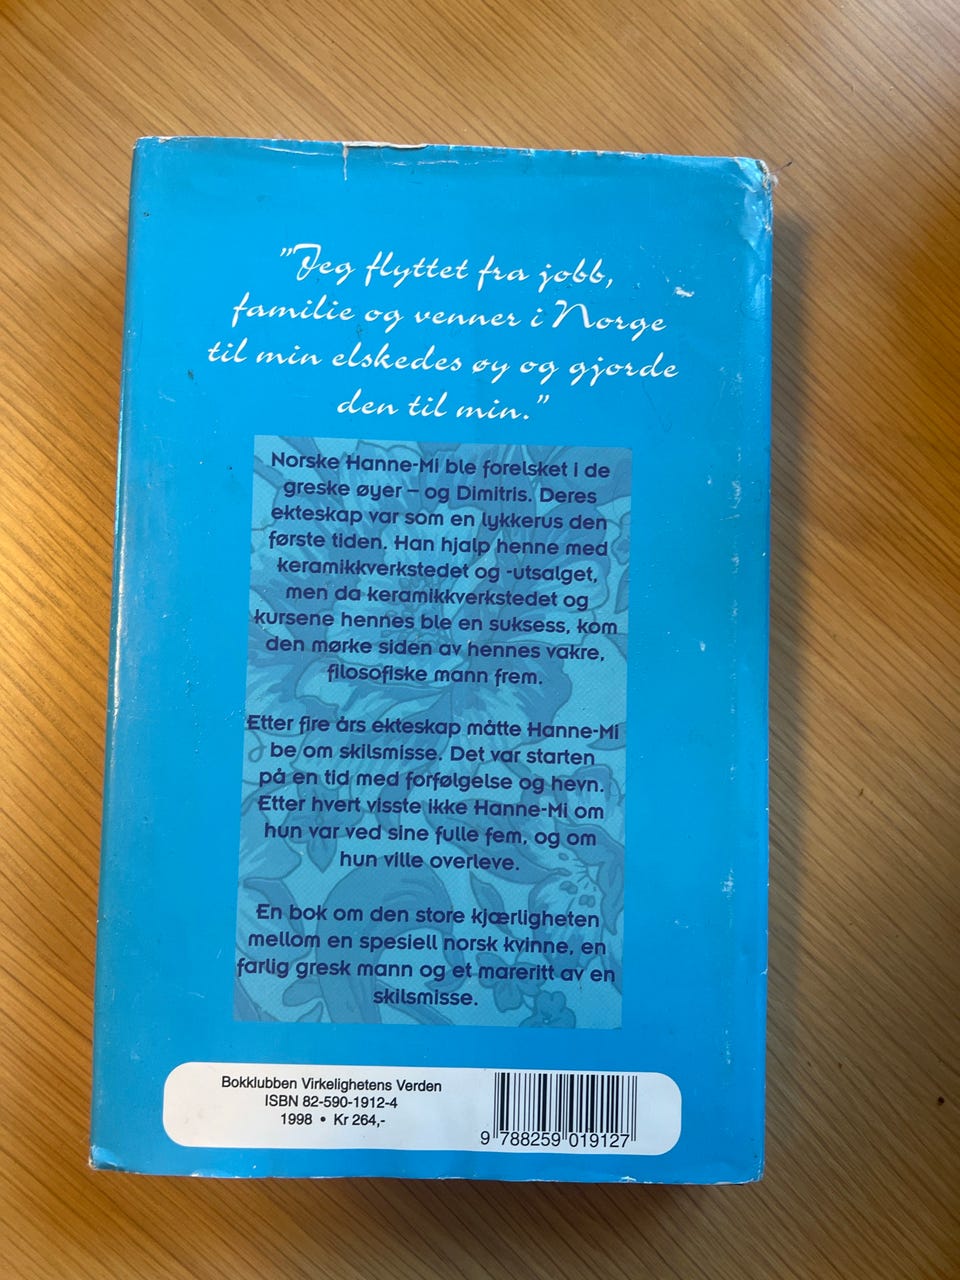 "Jeg flyttet fra jobb,
familie og venner i Norge
til min elskedes øy og gjorde
den til min."
Norske Hanne-Mi ble forelsket i de
greske øyer – og Dimitris. Deres
ekteskap var som en lykkerus den
første tiden. Han hjalp henne med
keramikkverkstedet og -utsalget,
men da keramikkverkstedet og
kursene hennes ble en suksess, kom
den mørke siden av hennes vakre,
filosofiske mann frem.
Etter fire års ekteskap måtte Hanne-Mi
be om skilsmisse. Det var starten
på en tid med forfølgelse og hevn.
Etter hvert visste ikke Hanne-Mi om
hun var ved sine fulle fem, og om
hun ville overleve.
En bok om den store kjærligheten
mellom en spesiell norsk kvinne, en
farlig gresk mann og et mareritt av en
skilsmisse.
Bokklubben Virkelighetens Verden
ISBN 82-590-1912-4
1998 • Kr 264,-
9 788259 019127